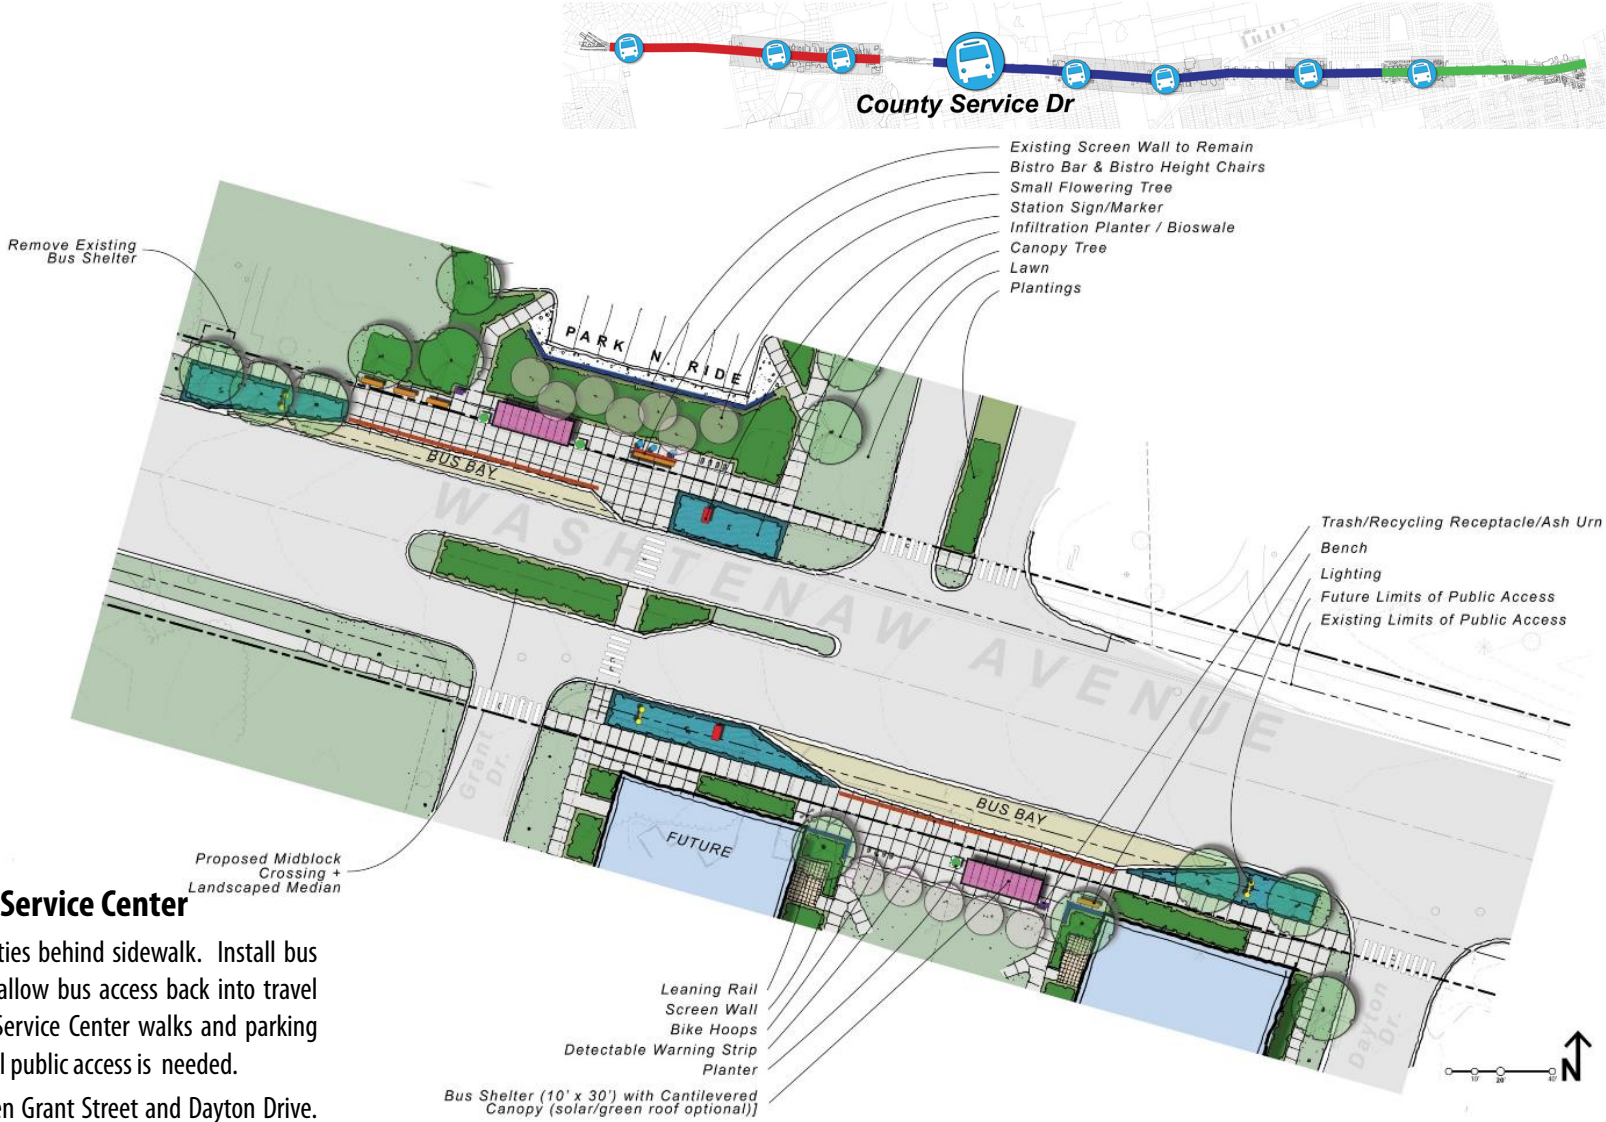 County Service Dr
Existing Screen Wall to Remain
Bistro Bar & Bistro Height Chairs
Small Flowering Tree
Station Sign/Marker
Infiltration Planter / Bioswale
Canopy Tree
Lawn
Plantings
Remove Existing
Bus Shelter
PARK N. RIDE
BUS BAY
WASHTENAW AVENUE
Trash/Recycling Receptacle/Ash Urn
Bench
Lighting
Future Limits of Public Access
Existing Limits of Public Access
Grant
Dr.
BUS BAY
FUTURE
Proposed Midblock
Crossing +
Landscaped Median
Service Center
ties behind sidewalk. Install bus
allow bus access back into travel
Service Center walks and parking
l public access is needed.
en Grant Street and Dayton Drive.
Leaning Rail
Screen Wall
Bike Hoops
Detectable Warning Strip
Planter
Bus Shelter (10' x 30') with Cantilevered
Canopy (solar/green roof optional)]
Dayton
Dr.
N
10' 20' 40'